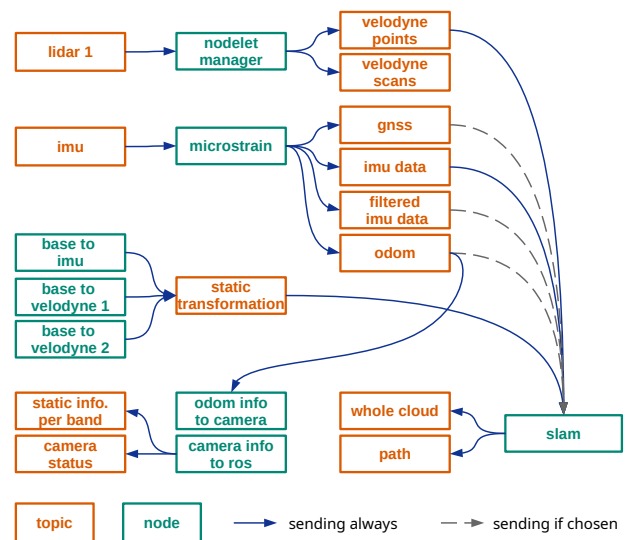 lidar 1
nodelet
manager
velodyne
points
velodyne
scans
imu
microstrain
gnss
imu data
filtered
imu data
odom
base to
imu
base to
velodyne 1
base to
velodyne 2
static
transformation
static info.
per band
camera
status
odom info
to camera
camera info
to ros
whole cloud
path
slam
topic
node
sending always
sending if chosen